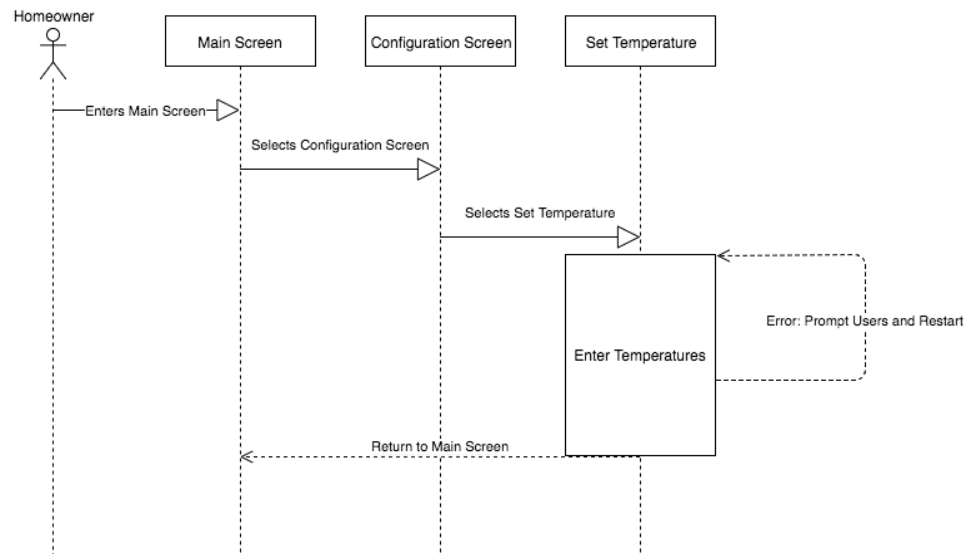 Homeowner
Main Screen
Configuration Screen
Set Temperature
Enters Main Screen
Selects Configuration Screen
Selects Set Temperature
Error: Prompt Users and Restart
Enter Temperatures
Return to Main Screen